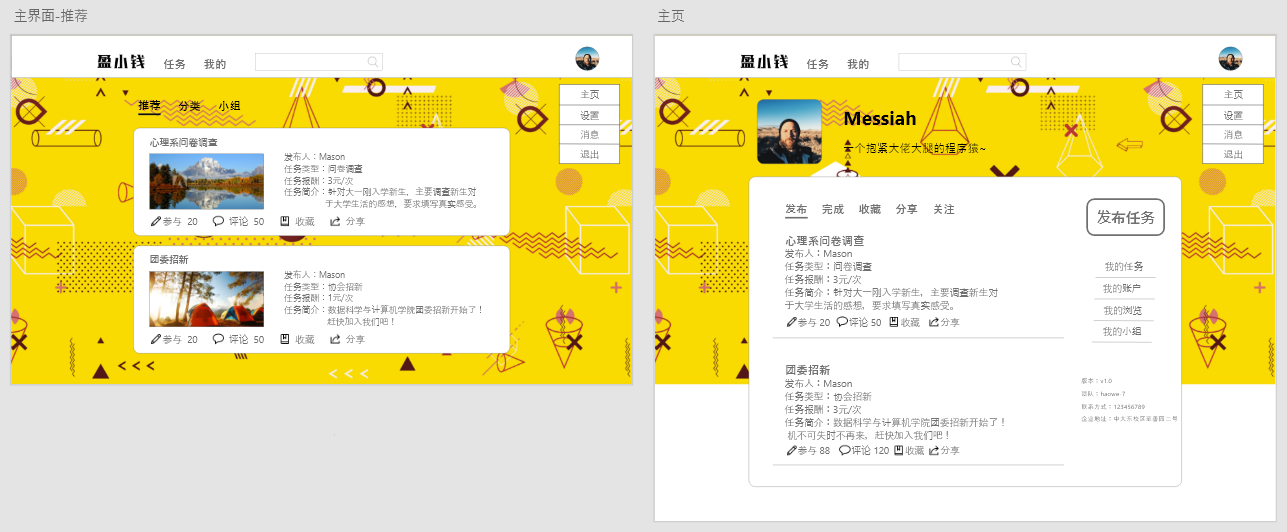 主界面-推荐
盈小钱 任务 我的
主页
设置
消息
退出
推荐 分类 小组
心理系问卷调查
发布人：Mason
任务类型：问卷调查
任务报酬：3元/次
任务简介：针对大一刚入学新生，主要调查新生对
于大学生活的感想，要求填写真实感受。
参与 20 评论 50 收藏 分享
团委招新
发布人：Mason
任务类型：协会招新
任务报酬：1元/次
任务简介：数据科学与计算机学院团委招新开始了！
赶快加入我们吧！
参与 20 评论 50 收藏 分享
主页
盈小钱 任务 我的
主页
设置
消息
退出
Messiah
一个抱紧大佬大腿的程序猿~
发布 完成 收藏 分享 关注
发布任务
心理系问卷调查
发布人：Mason
任务类型：问卷调查
任务报酬：3元/次
任务简介：针对大一刚入学新生，主要调查新生对
于大学生活的感想，要求填写真实感受。
参与 20 评论 50 收藏 分享
我的任务
我的账户
我的浏览
我的小组
团委招新
发布人：Mason
任务类型：协会招新
任务报酬：3元/次
任务简介：数据科学与计算机学院团委招新开始了！
机不可失时不再来，赶快加入我们吧！
参与 88 评论 120 收藏 分享
版本：v1.0
团队：haowe-7
联系方式：123456789
企业地址：中大东校区至善园二号